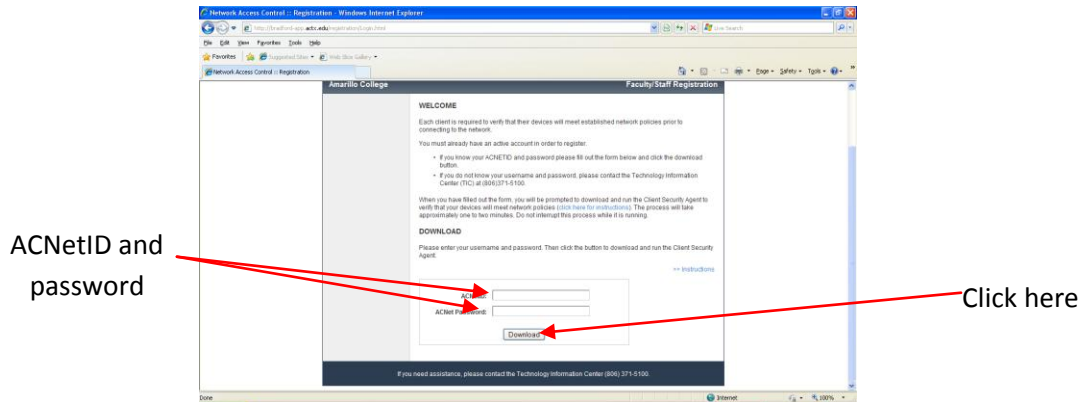 Network Access Control :: Registration - Windows Internet Explorer
http://bradford-app.actx.edu/registration/Login.html
Live Search
File Edit View Favorites Tools Help
Favorites Suggested Sites Web Slice Gallery
Network Access Control :: Registration
Page Safety Tools
Amarillo College Faculty/Staff Registration
WELCOME
Each client is required to verify that their devices will meet established network policies prior to
connecting to the network.
You must already have an active account in order to register.
• If you know your ACNETID and password please fill out the form below and click the download
button.
• If you do not know your username and password, please contact the Technology Information
Center (TIC) at (806)371-5100.
When you have filled out the form, you will be prompted to download and run the Client Security Agent to
verify that your devices will meet network policies (click here for instructions). The process will take
approximately one to two minutes. Do not interrupt this process while it is running.
DOWNLOAD
Please enter your username and password. Then click the button to download and run the Client Security
Agent.
>> Instructions
ACNetID and
password
ACNet Password:
Click here
Download
If you need assistance, please contact the Technology Information Center (806) 371-5100.
Done Internet 100%